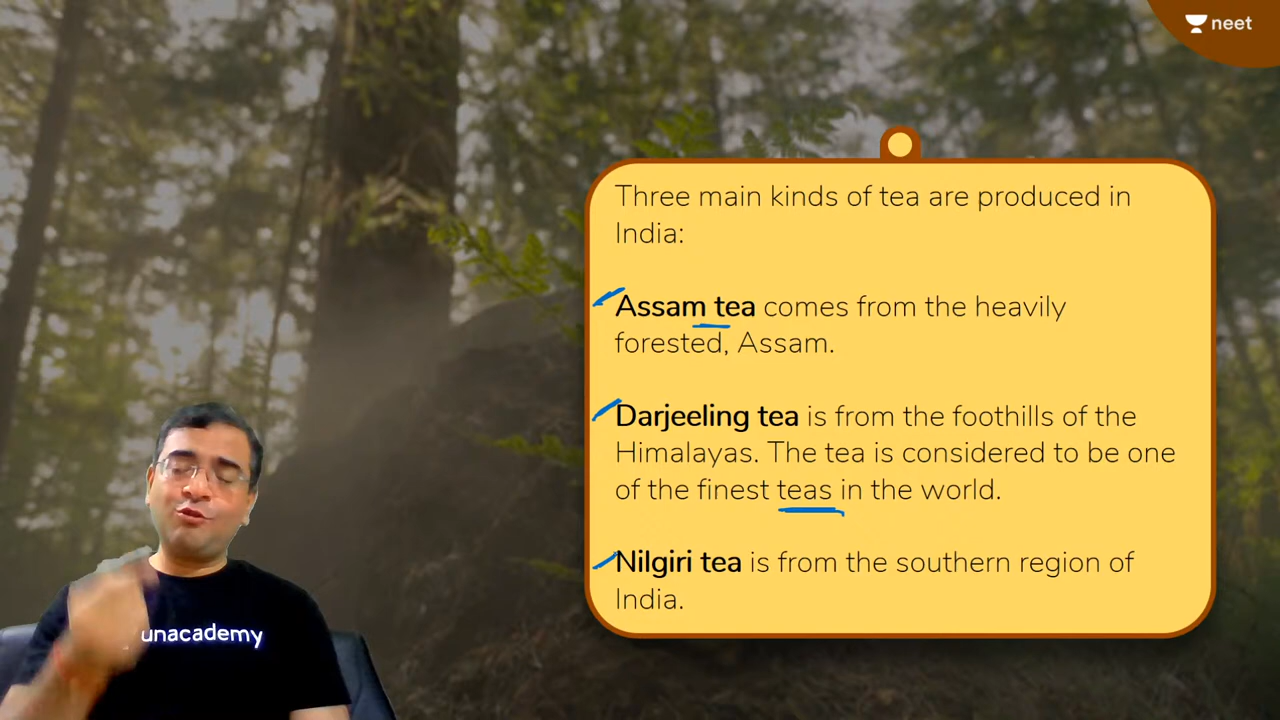 neet
Three main kinds of tea are produced in
India:
Assam tea comes from the heavily
forested, Assam.
Darjeeling tea is from the foothills of the
Himalayas. The tea is considered to be one
of the finest teas in the world.
Nilgiri tea is from the southern region of
India.
unacademy